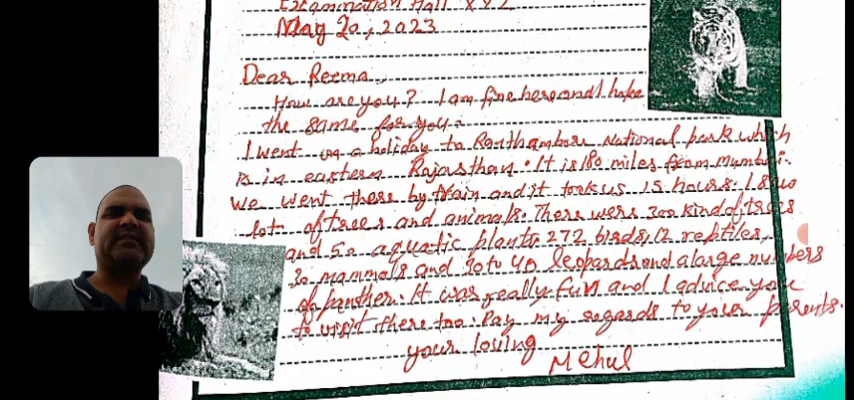 Examination Hall XYZ
May 20, 2023
Dear Reema,
How are you? I am fine here and I hope
the same for you.
I went on a holiday to Ranthambore National park which
is in eastern Rajasthan. It is 180 miles from mumbai.
We went there by train and it took us 15 hours. I saw
lot of trees and animals. There were 300 kind of trees
and 50 aquatic plants 272 birds, 12 reptiles,
30 mammals and 30 to 40 leopards and a large numbers
of panther. It was really fun and I advice you
to visit there too. Pay my regards to your parents.
your losing
Mehul